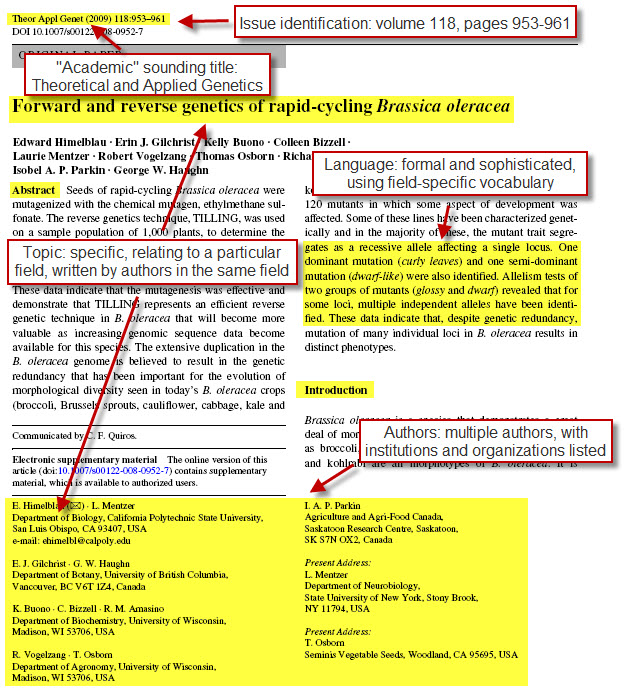 Theor Appl Genet (2009) 118:953–961
DOI 10.1007/s00122-008-0952-7
Issue identification: volume 118, pages 953-961
"Academic" sounding title:
Theoretical and Applied Genetics
Forward and reverse genetics of rapid-cycling Brassica oleracea
Edward Himelblau · Erin J. Gilchrist · Kelly Buono · Colleen Bizzell ·
Laurie Mentzer · Robert Vogelzang · Thomas Osborn ·
Isobel A. P. Parkin · George W. Haughn
Language: formal and sophisticated,
using field-specific vocabulary
Abstract Seeds of rapid-cycling Brassica oleracea were
mutagenized with the chemical mutagen, ethylmethane sul-
fonate. The reverse genetics technique, TILLING, was used
on a sample population of 1,000 plants, to determine the
Topic: specific, relating to a particular
field, written by authors in the same field
These data indicate that the mutagenesis was effective and
demonstrate that TILLING represents an efficient reverse
genetic technique in B. oleracea that will become more
valuable as increasing genomic sequence data become
available for this species. The extensive duplication in the
B. oleracea genome is believed to result in the genetic
redundancy that has been important for the evolution of
morphological diversity seen in today's B. oleracea crops
(broccoli, Brussels sprouts, cauliflower, cabbage, kale and
120 mutants in which some aspect of development was
affected. Some of these lines have been characterized genet-
ically and in the majority of these, the mutant trait segre-
gates as a recessive allele affecting a single locus. One
dominant mutation (curly leaves) and one semi-dominant
mutation (dwarf-like) were also identified. Allelism tests of
two groups of mutants (glossy and dwarf) revealed that for
some loci, multiple independent alleles have been identi-
fied. These data indicate that, despite genetic redundancy,
mutation of many individual loci in B. oleracea results in
distinct phenotypes.
Introduction
Brassica
deal of
as broccoli,
and kohlrabi are all morphotypes of B. oleracea. It is
Authors: multiple authors, with
institutions and organizations listed
Communicated by C. F. Quiros.
Electronic supplementary material The online version of this
article (doi:10.1007/s00122-008-0952-7) contains supplementary
material, which is available to authorized users.
E. Himelblau (✉) · L. Mentzer
Department of Biology, California Polytechnic State University,
San Luis Obispo, CA 93407, USA
e-mail: ehimelbl@calpoly.edu
E. J. Gilchrist · G. W. Haughn
Department of Botany, University of British Columbia,
Vancouver, BC V6T 1Z4, Canada
K. Buono · C. Bizzell · R. M. Amasino
Department of Biochemistry, University of Wisconsin,
Madison, WI 53706, USA
R. Vogelzang · T. Osborn
Department of Agronomy, University of Wisconsin,
Madison, WI 53706, USA
I. A. P. Parkin
Agriculture and Agri-Food Canada,
Saskatoon Research Centre, Saskatoon,
SK S7N OX2, Canada
Present Address:
L. Mentzer
Department of Neurobiology,
State University of New York, Stony Brook,
NY 11794, USA
Present Address:
T. Osborn
Seminis Vegetable Seeds, Woodland, CA 95695, USA